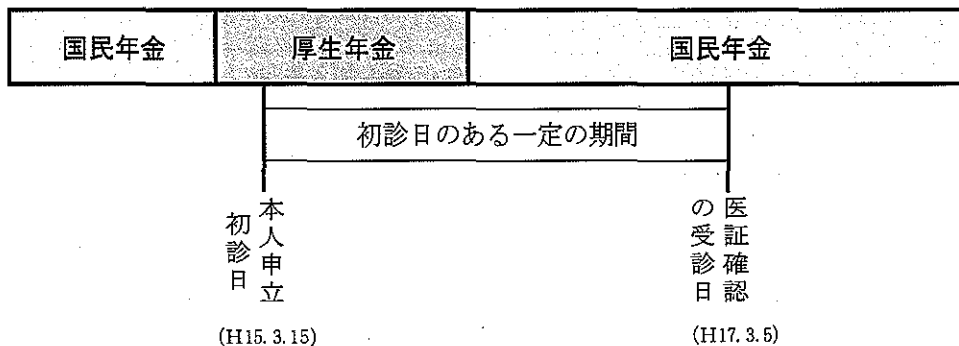 国民年金 厚生年金 国民年金
初診日のある一定の期間
本人申立
初診日
医証確認
の受診日
(H15. 3. 15) (H17. 3. 5)